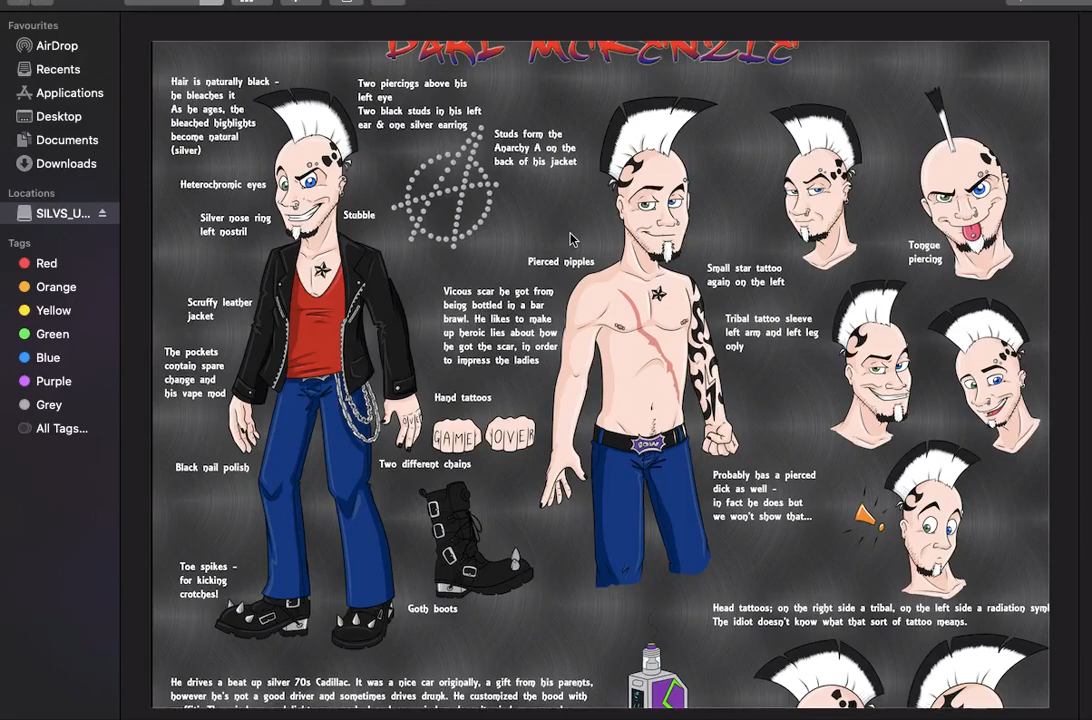 Favourites
AirDrop
Recents
Applications
Desktop
Documents
Downloads
Locations
SILVS_U...
Tags
Red
Orange
Yellow
Green
Blue
Purple
Grey
All Tags...
DARL MCKENZIE
Hair is naturally black -
he bleaches it
As he ages, the
bleached highlights
become natural
(silver)
Two piercings above his
left eye
Two black studs in his left
ear & one silver earring
Studs form the
Anarchy A on the
back of his jacket
Heterochromic eyes
Silver nose ring
left nostril
Stubble
Tongue
piercing
Pierced nipples
Small star tattoo
again on the left
Scruffy leather
jacket
Vicous scar he got from
being bottled in a bar
brawl. He likes to make
up heroic lies about how
he got the scar, in order
to impress the ladies
Tribal tattoo sleeve
left arm and left leg
only
The pockets
contain spare
change and
his vape mod
Hand tattoos
GAME OVER
Black nail polish
Two different chains
Probably has a pierced
dick as well -
in fact he does but
we won't show that...
Toe spikes -
for kicking
crotches!
Goth boots
Head tattoos; on the right side a tribal, on the left side a radiation symb
The idiot doesn't know what that sort of tattoo means.
He drives a beat up silver 70s Cadillac. It was a nice car originally, a gift from his parents,
however he's not a good driver and sometimes drives drunk. He customized the hood with